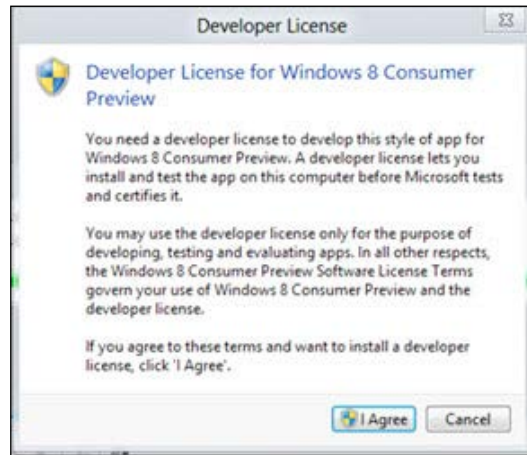 Developer License
Developer License for Windows 8 Consumer
Preview
You need a developer license to develop this style of app for
Windows 8 Consumer Preview. A developer license lets you
install and test the app on this computer before Microsoft tests
and certifies it.
You may use the developer license only for the purpose of
developing, testing and evaluating apps. In all other respects,
the Windows 8 Consumer Preview Software License Terms
govern your use of Windows 8 Consumer Preview and the
developer license.
If you agree to these terms and want to install a developer
license, click 'I Agree'.
I Agree Cancel